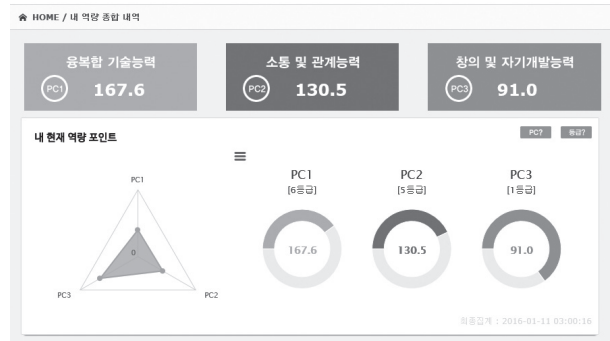 HOME / 내 역량 종합 내역
융복합 기술능력
PC1 167.6
소통 및 관계능력
PC2 130.5
창의 및 자기개발능력
PC3 91.0
내 현재 역량 포인트
PC?
등급?
PC1
PC3
PC2
0
PC1
[6등급]
167.6
PC2
[5등급]
130.5
PC3
[1등급]
91.0
최종집계 : 2016-01-11 03:00:16